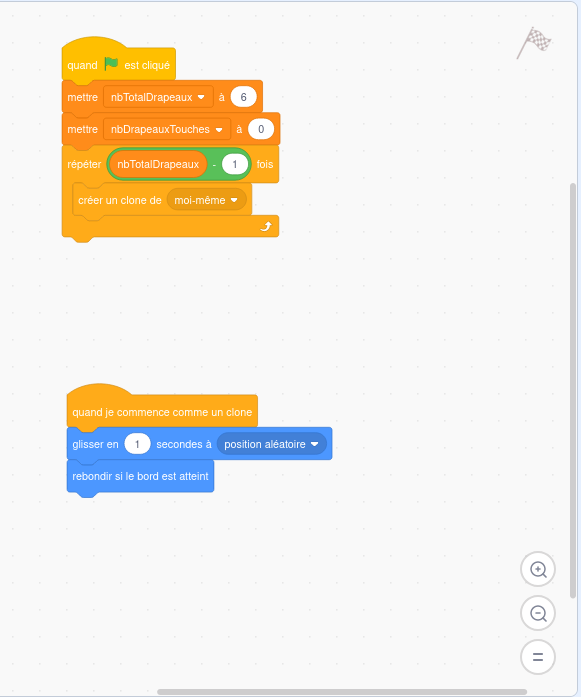 quand est cliqué
mettre nbTotalDrapeaux à 6
mettre nbDrapeauxTouches à 0
répéter nbTotalDrapeaux - 1 fois
créer un clone de moi-même
quand je commence comme un clone
glisser en 1 secondes à position aléatoire
rebondir si le bord est atteint